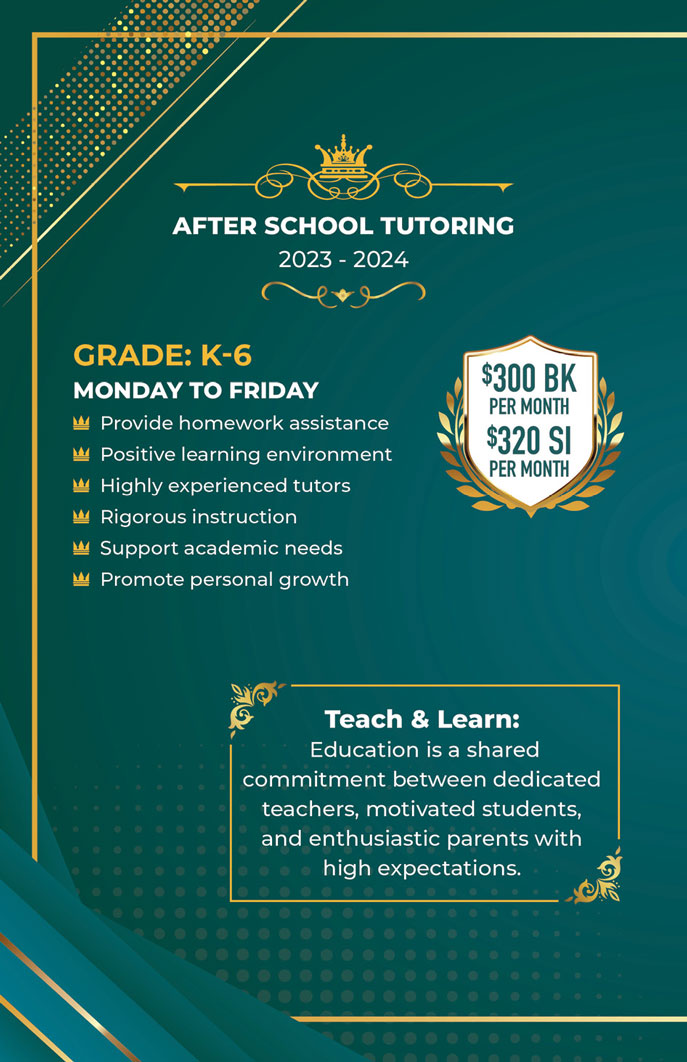 AFTER SCHOOL TUTORING
2023 - 2024
GRADE: K-6
MONDAY TO FRIDAY
Provide homework assistance
Positive learning environment
Highly experienced tutors
Rigorous instruction
Support academic needs
Promote personal growth
$300 BK
PER MONTH
$320 SI
PER MONTH
Teach & Learn:
Education is a shared
commitment between dedicated
teachers, motivated students,
and enthusiastic parents with
high expectations.